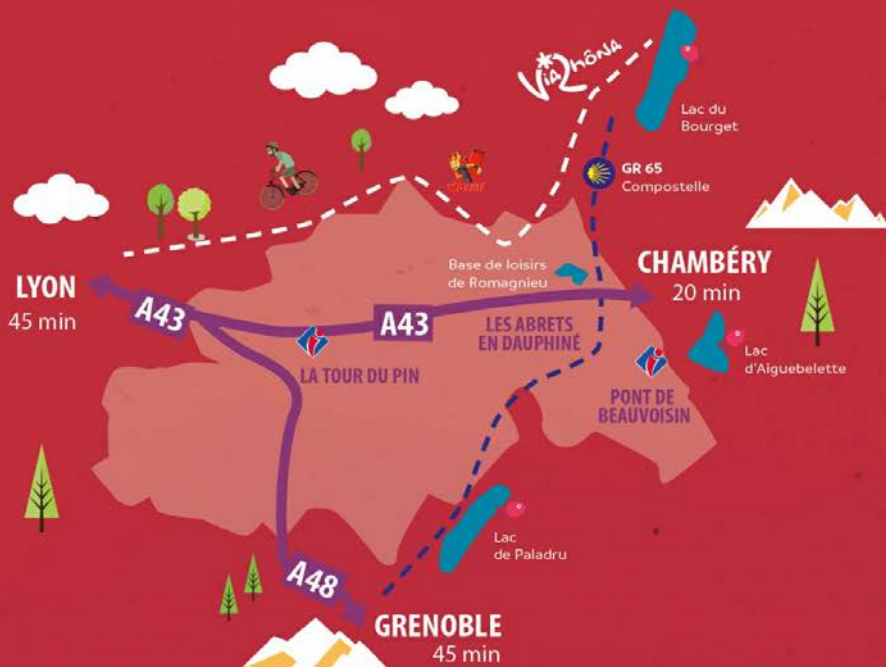 ViaRhôna
Lac du
Bourget
GR 65
Compostelle
Base de loisirs
de Romagnieu
CHAMBÉRY
20 min
LYON
45 min
A43
A43
LES ABRETS
EN DAUPHINÉ
LA TOUR DU PIN
Lac
d'Aiguebelette
PONT DE
BEAUVOISIN
Lac
de Paladru
A48
GRENOBLE
45 min